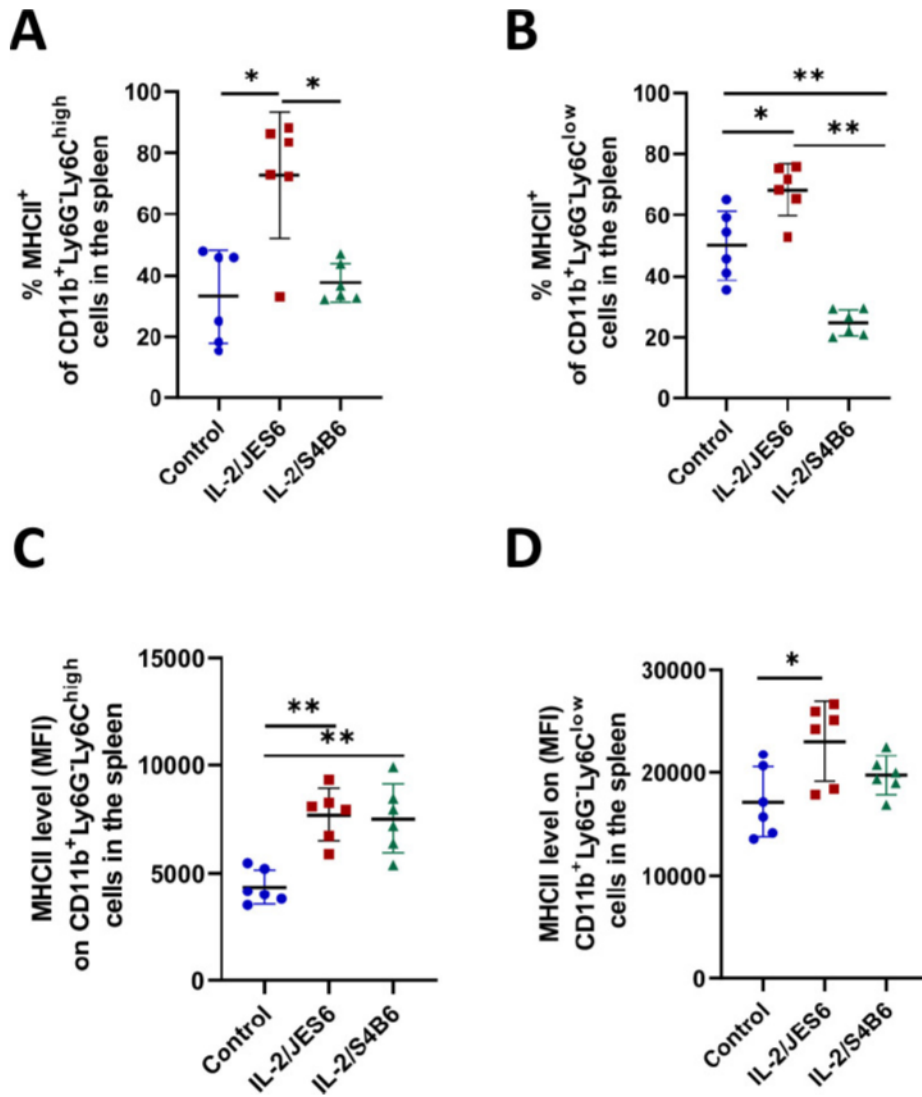 A
% MHCII⁺
of CD11b⁺Ly6G⁻Ly6Cʰⁱᵍʰ
cells in the spleen
100
80
60
40
20
0
* *
Control
IL-2/JES6
IL-2/S4B6
B
% MHCII⁺
of CD11b⁺Ly6G⁻Ly6Cˡᵒʷ
cells in the spleen
100
80
60
40
20
0
**
* **
Control
IL-2/JES6
IL-2/S4B6
C
MHCII level (MFI)
on CD11b⁺Ly6G⁻Ly6Cʰⁱᵍʰ
cells in the spleen
15000
10000
5000
0
**
**
Control
IL-2/JES6
IL-2/S4B6
D
MHCII level on (MFI)
CD11b⁺Ly6G⁻Ly6Cˡᵒʷ
cells in the spleen
30000
20000
10000
0
*
Control
IL-2/JES6
IL-2/S4B6